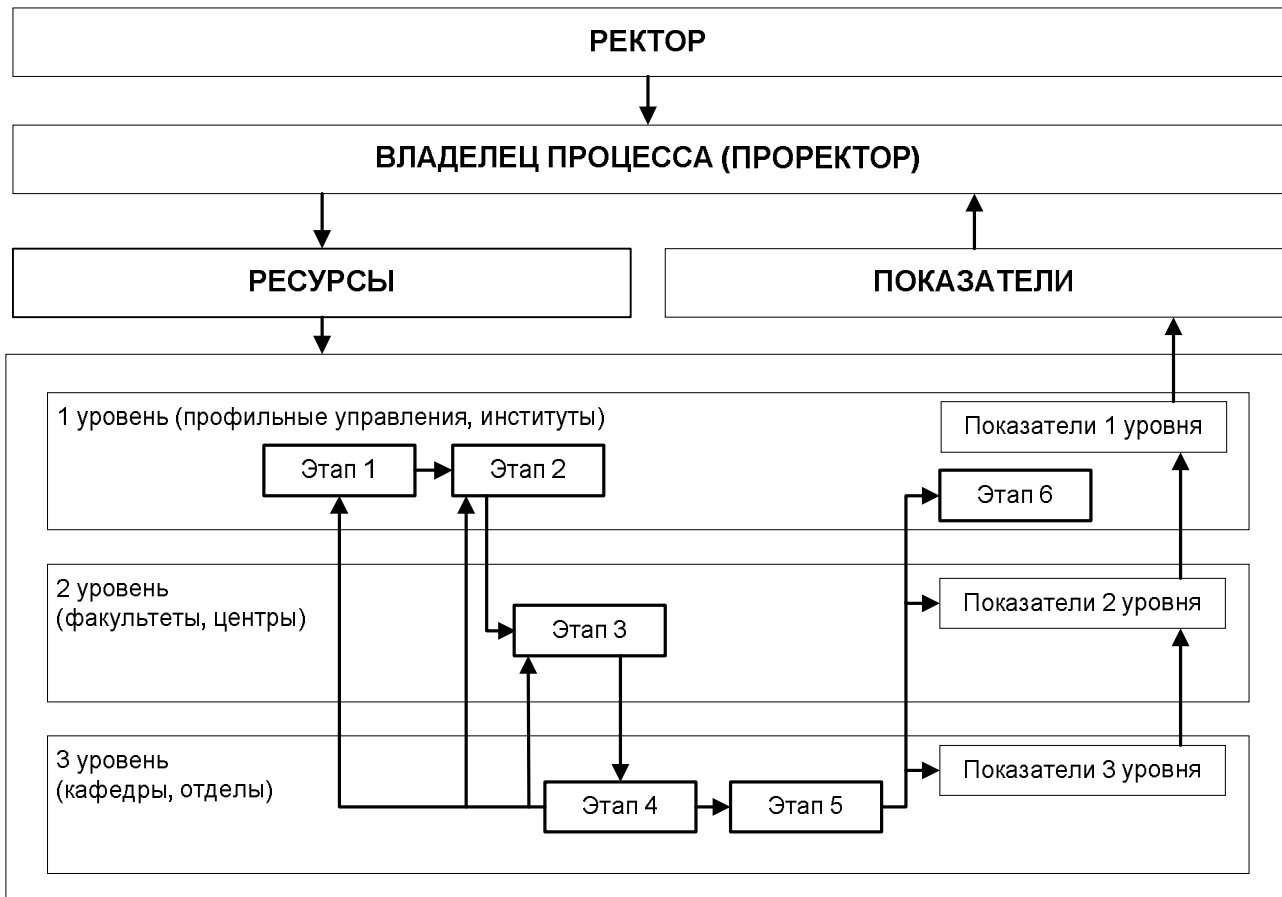 РЕКТОР
ВЛАДЕЛЕЦ ПРОЦЕССА (ПРОРЕКТОР)
РЕСУРСЫ
ПОКАЗАТЕЛИ
1 уровень (профильные управления, институты)
Показатели 1 уровня
Этап 1
Этап 2
Этап 6
2 уровень
(факультеты, центры)
Показатели 2 уровня
Этап 3
3 уровень
(кафедры, отделы)
Показатели 3 уровня
Этап 4
Этап 5